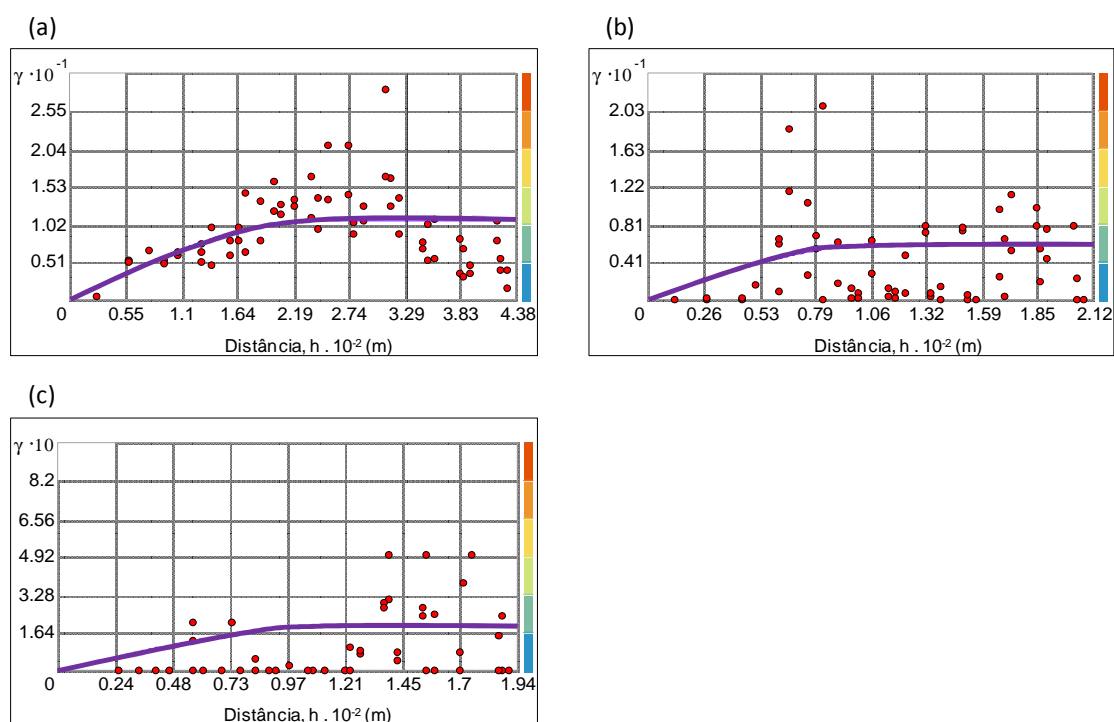 (a)
γ ·10⁻¹
2.55
2.04
1.53
1.02
0.51
0 0.55 1.1 1.64 2.19 2.74 3.29 3.83 4.38
Distância, h . 10⁻² (m)
(b)
γ ·10⁻¹
2.03
1.63
1.22
0.81
0.41
0 0.26 0.53 0.79 1.06 1.32 1.59 1.85 2.12
Distância, h . 10⁻² (m)
(c)
γ ·10
8.2
6.56
4.92
3.28
1.64
0 0.24 0.48 0.73 0.97 1.21 1.45 1.7 1.94
Distância, h . 10⁻² (m)